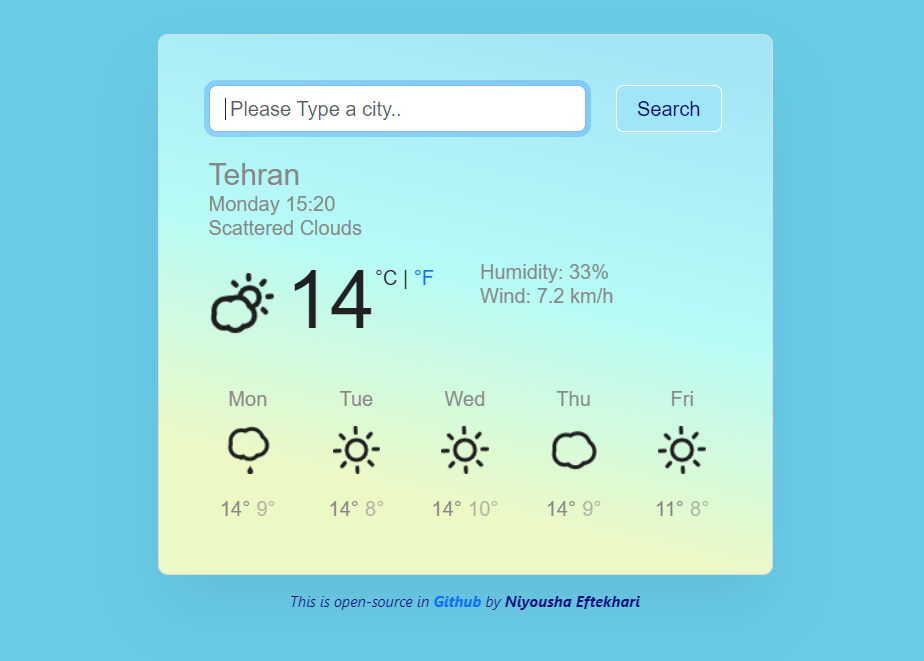 Please Type a city.. Search
Tehran
Monday 15:20
Scattered Clouds
14 °C | °F
Humidity: 33%
Wind: 7.2 km/h
Mon Tue Wed Thu Fri
14° 9° 14° 8° 14° 10° 14° 9° 11° 8°
This is open-source in Github by Niyousha Eftekhari